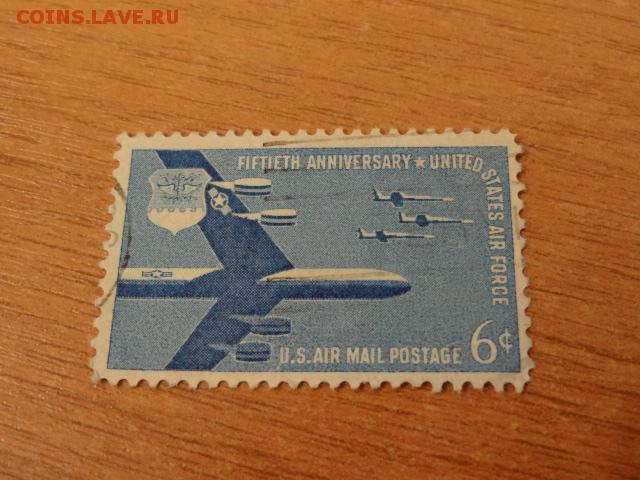 COINS.LAVE.RU
FIFTIETH ANNIVERSARY ★ UNITED STATES AIR FORCE
U.S. AIR MAIL POSTAGE 6¢